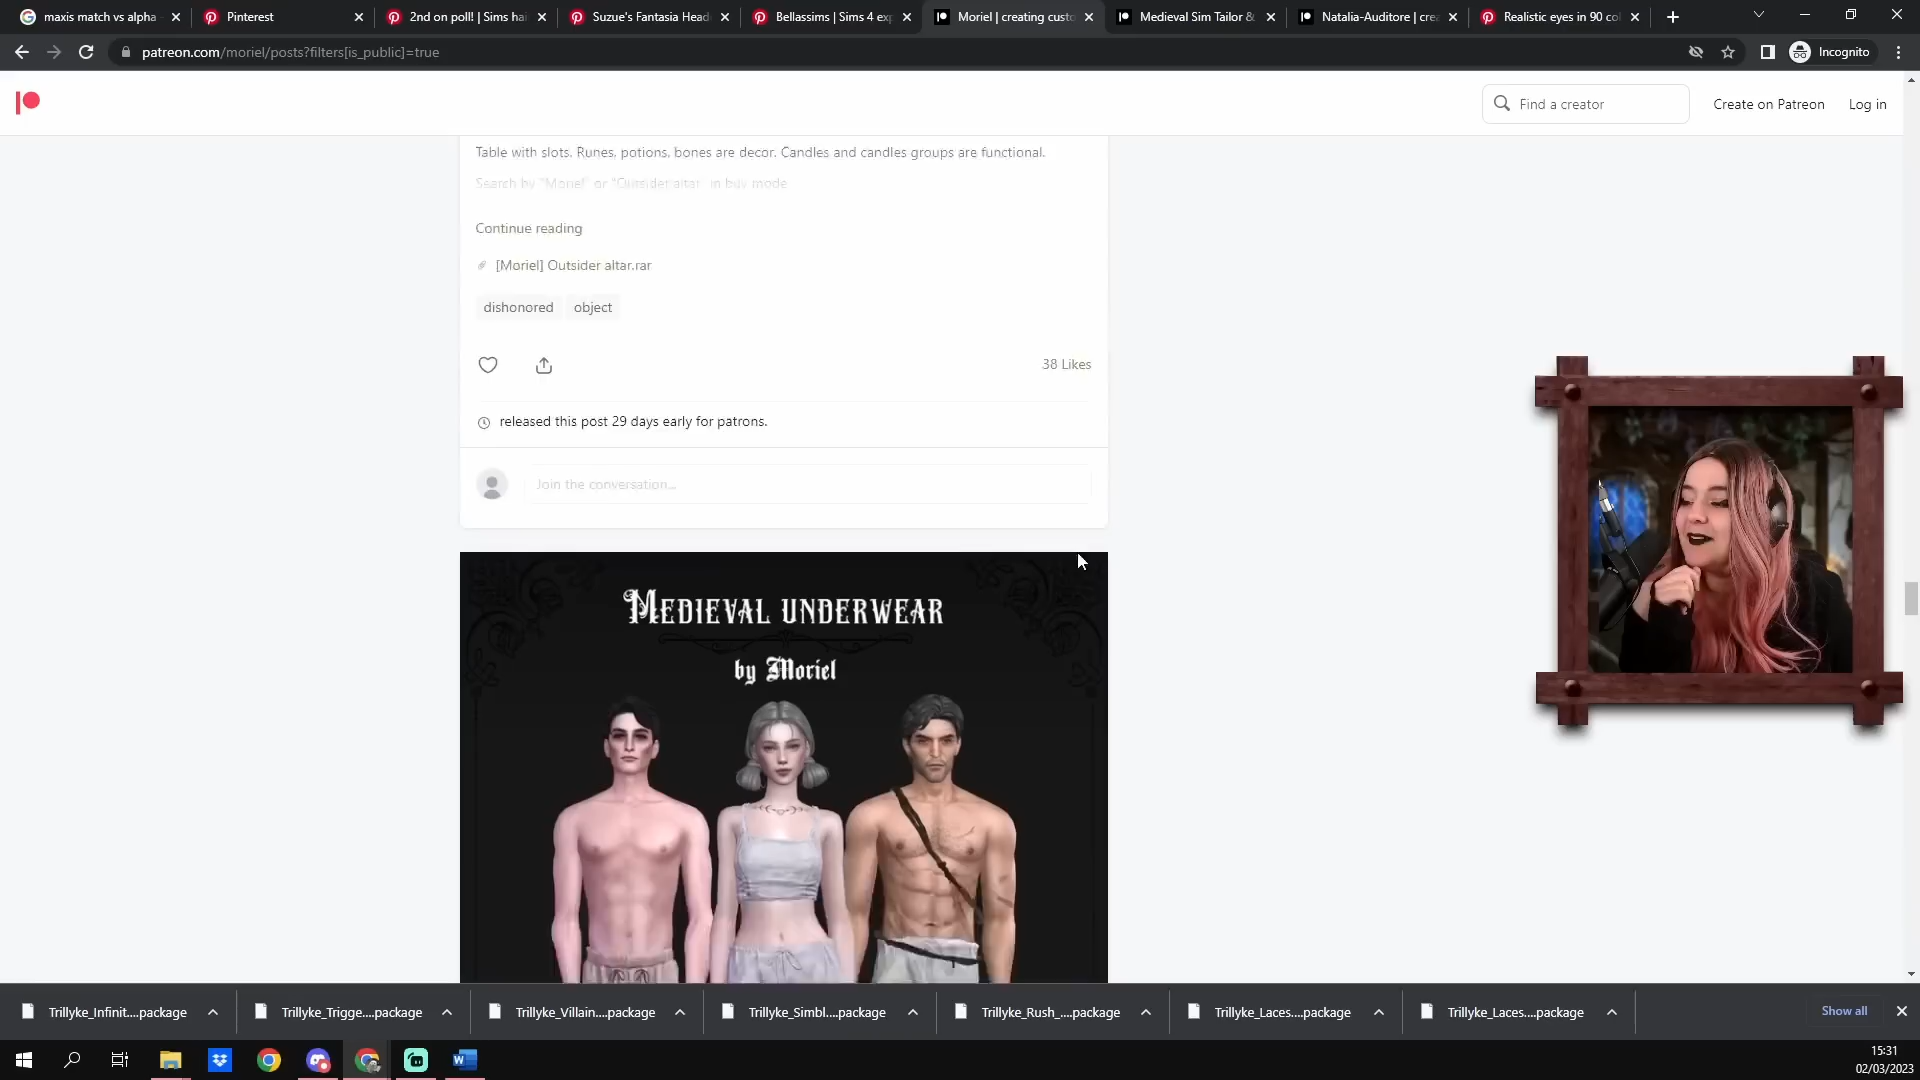 maxis match vs alpha
Pinterest
2nd on poll! | Sims hai
Suzue's Fantasia Head
Bellassims | Sims 4 exp
Moriel | creating custo
Medieval Sim Tailor &
Natalia-Auditore | crea
Realistic eyes in 90 col
patreon.com/moriel/posts?filters[is_public]=true
Incognito
Find a creator
Create on Patreon
Log in
Table with slots. Runes, potions, bones are decor. Candles and candles groups are functional.
Search by "Moriel" or "Outsider altar" in buy mode
Continue reading
[Moriel] Outsider altar.rar
dishonored object
38 Likes
released this post 29 days early for patrons.
Join the conversation...
Medieval underwear
by Moriel
Trillyke_Infinit....package
Trillyke_Trigge....package
Trillyke_Villain....package
Trillyke_Simbl....package
Trillyke_Rush_....package
Trillyke_Laces....package
Trillyke_Laces....package
Show all
15:31
02/03/2023